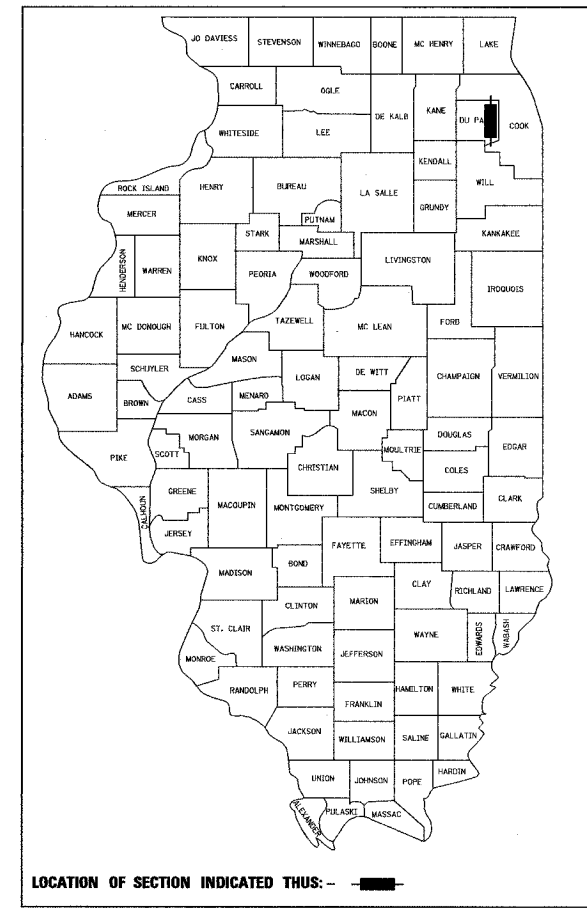 JO DAVIESS STEVENSON WINNEBAGO BOONE MC HENRY LAKE
CARROLL OGLE DE KALB KANE DU PA COOK
WHITESIDE LEE
KENDALL WILL
ROCK ISLAND HENRY BUREAU LA SALLE GRUNDY
MERCER PUTNAM
HENDERSON WARREN KNOX STARK MARSHALL KANKAKEE
PEORIA WOODFORD LIVINGSTON IROQUOIS
HANCOCK MC DONOUGH FULTON TAZEWELL MC LEAN FORD
SCHUYLER MASON LOGAN DE WITT CHAMPAIGN VERMILION
ADAMS BROWN CASS MENARD MACON PIATT
PIKE SCOTT MORGAN SANGAMON MOULTRIE DOUGLAS EDGAR
CHRISTIAN COLES
CALHOUN GREENE MACOUPIN MONTGOMERY SHELBY CUMBERLAND CLARK
JERSEY FAYETTE EFFINGHAM JASPER CRAWFORD
MADISON BOND CLAY RICHLAND LAWRENCE
CLINTON MARION
ST. CLAIR WAYNE EDWARDS WABASH
MONROE WASHINGTON JEFFERSON
RANDOLPH PERRY HAMILTON WHITE
FRANKLIN
JACKSON WILLIAMSON SALINE GALLATIN
UNION JOHNSON POPE HARDIN
ALEXANDER PULASKI MASSAC
LOCATION OF SECTION INDICATED THUS: -